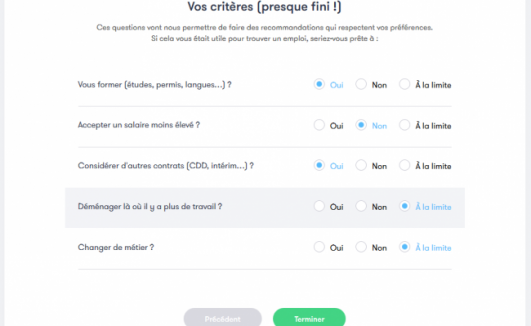 Vos critères (presque fini !)
Ces questions vont nous permettre de faire des recommandations qui respectent vos préférences.
Si cela vous était utile pour trouver un emploi, seriez-vous prête à :
Vous former (études, permis, langues...) ? Oui Non À la limite
Accepter un salaire moins élevé ? Oui Non À la limite
Considérer d'autres contrats (CDD, intérim...) ? Oui Non À la limite
Déménager là où il y a plus de travail ? Oui Non À la limite
Changer de métier ? Oui Non À la limite
Précédent Terminer